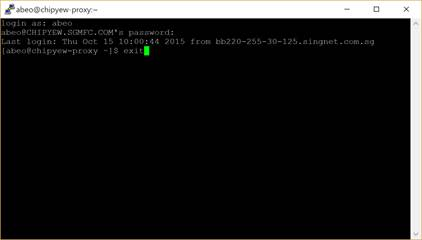 abeo@chipyew-proxy:~
login as: abeo
abeo@CHIPYEW.SGMFC.COM's password:
Last login: Thu Oct 15 10:00:44 2015 from bb220-255-30-125.singnet.com.sg
[abeo@chipyew-proxy ~]$ exit